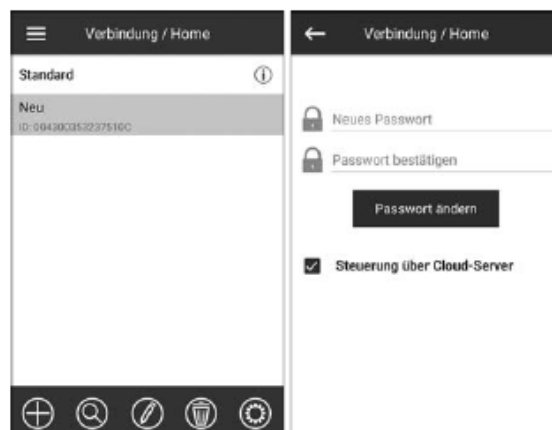 Verbindung / Home
Standard
Neu
Verbindung / Home
Neues Passwort
Passwort bestätigen
Passwort ändern
Steuerung über Cloud-Server